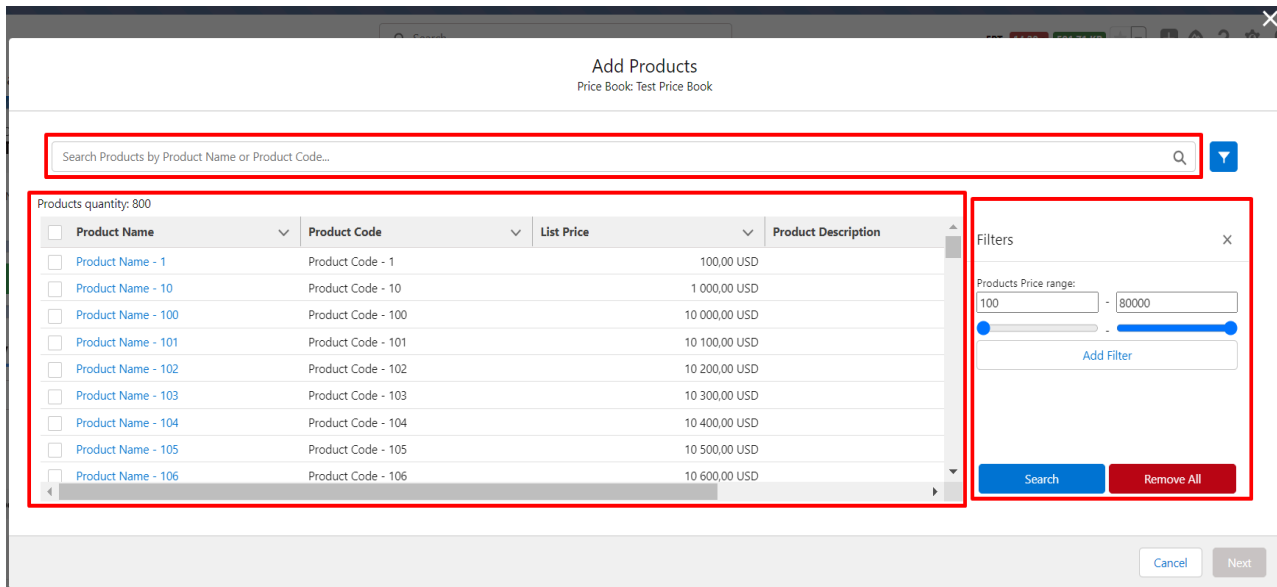 Search
Add Products
Price Book: Test Price Book
Search Products by Product Name or Product Code...
Products quantity: 800
Product Name Product Code List Price Product Description
Product Name - 1 Product Code - 1 100,00 USD
Product Name - 10 Product Code - 10 1 000,00 USD
Product Name - 100 Product Code - 100 10 000,00 USD
Product Name - 101 Product Code - 101 10 100,00 USD
Product Name - 102 Product Code - 102 10 200,00 USD
Product Name - 103 Product Code - 103 10 300,00 USD
Product Name - 104 Product Code - 104 10 400,00 USD
Product Name - 105 Product Code - 105 10 500,00 USD
Product Name - 106 Product Code - 106 10 600,00 USD
Filters
Products Price range:
100 - 80000
-
Add Filter
Search Remove All
Cancel Next